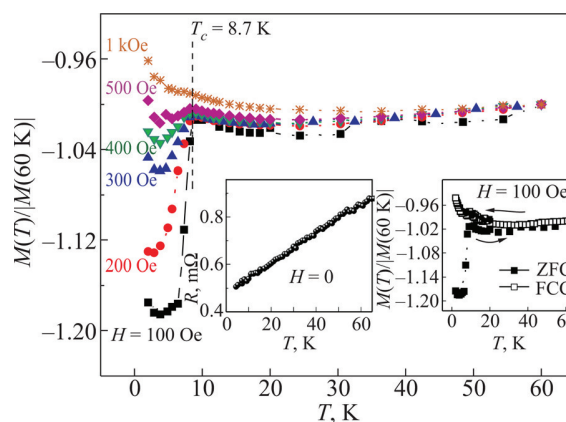 T_c = 8.7 K
1 kOe
−0.96
500 Oe
−1.04
400 Oe
300 Oe
−1.12
200 Oe
−1.20
H = 100 Oe
M(T)/|M(60 K)|
0 10 20 30 40 50 60
T, K
0.8
0.6
0.4
R, mΩ
H = 0
0 20 40 60
T, K
H = 100 Oe
−0.96
−1.02
−1.08
−1.14
−1.20
M(T)/|M(60 K)|
ZFC
FCC
0 20 40 60
T, K